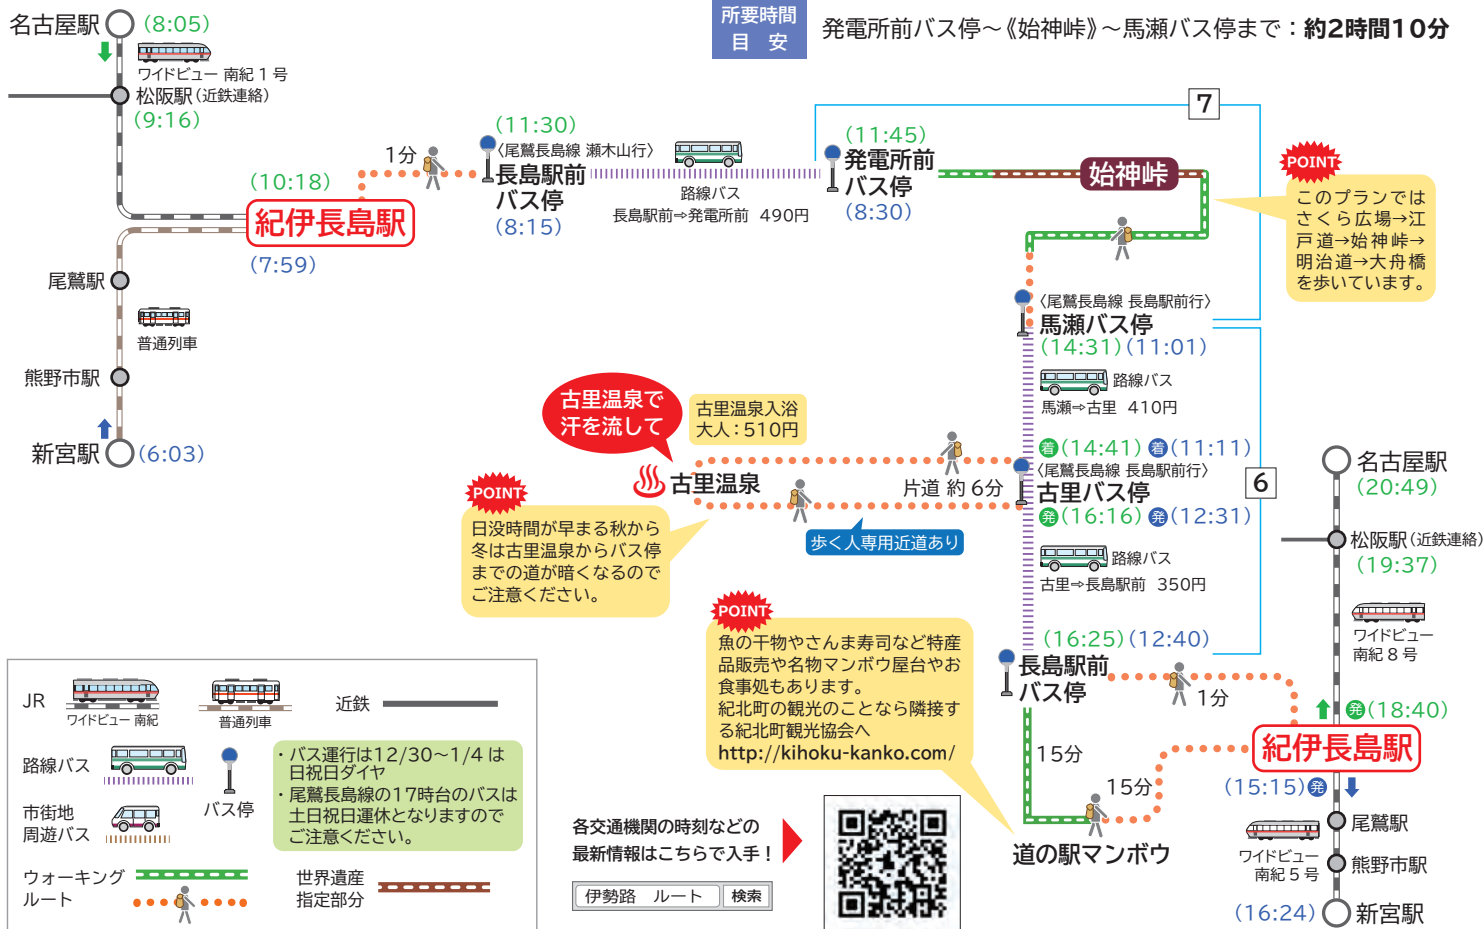 所要時間
目　安
発電所前バス停～《始神峠》～馬瀬バス停まで：約2時間10分
名古屋駅 (8:05)
ワイドビュー 南紀 1 号
松阪駅（近鉄連絡）
(9:16)
(10:18)
紀伊長島駅
(7:59)
尾鷲駅
普通列車
熊野市駅
新宮駅 (6:03)
1分
(11:30)
〈尾鷲長島線 瀬木山行〉
長島駅前
バス停
(8:15)
路線バス
長島駅前⇒発電所前 490円
(11:45)
発電所前
バス停
(8:30)
7
始神峠
POINT
このプランでは
さくら広場→江
戸道→始神峠→
明治道→大舟橋
を歩いています。
〈尾鷲長島線 長島駅前行〉
馬瀬バス停
(14:31) (11:01)
路線バス
馬瀬⇒古里 410円
着(14:41) 着(11:11)
〈尾鷲長島線 長島駅前行〉
古里バス停
発(16:16) 発(12:31)
6
路線バス
古里⇒長島駅前 350円
古里温泉で
汗を流して
古里温泉入浴
大人：510円
古里温泉
片道 約 6分
歩く人専用近道あり
POINT
日没時間が早まる秋から
冬は古里温泉からバス停
までの道が暗くなるので
ご注意ください。
POINT
魚の干物やさんま寿司など特産
品販売や名物マンボウ屋台やお
食事処もあります。
紀北町の観光のことなら隣接す
る紀北町観光協会へ
http://kihoku-kanko.com/
(16:25) (12:40)
長島駅前
バス停
1分
15分
15分
道の駅マンボウ
名古屋駅
(20:49)
松阪駅（近鉄連絡）
(19:37)
ワイドビュー
南紀 8 号
発(18:40)
紀伊長島駅
(15:15)発
尾鷲駅
ワイドビュー
南紀 5 号
熊野市駅
(16:24) 新宮駅
JR
ワイドビュー 南紀
普通列車
近鉄
路線バス
バス停
市街地
周遊バス
・バス運行は12/30～1/4 は
日祝日ダイヤ
・尾鷲長島線の17時台のバスは
土日祝日運休となりますので
ご注意ください。
ウォーキング
ルート
世界遺産
指定部分
各交通機関の時刻などの
最新情報はこちらで入手！
伊勢路　ルート 検索